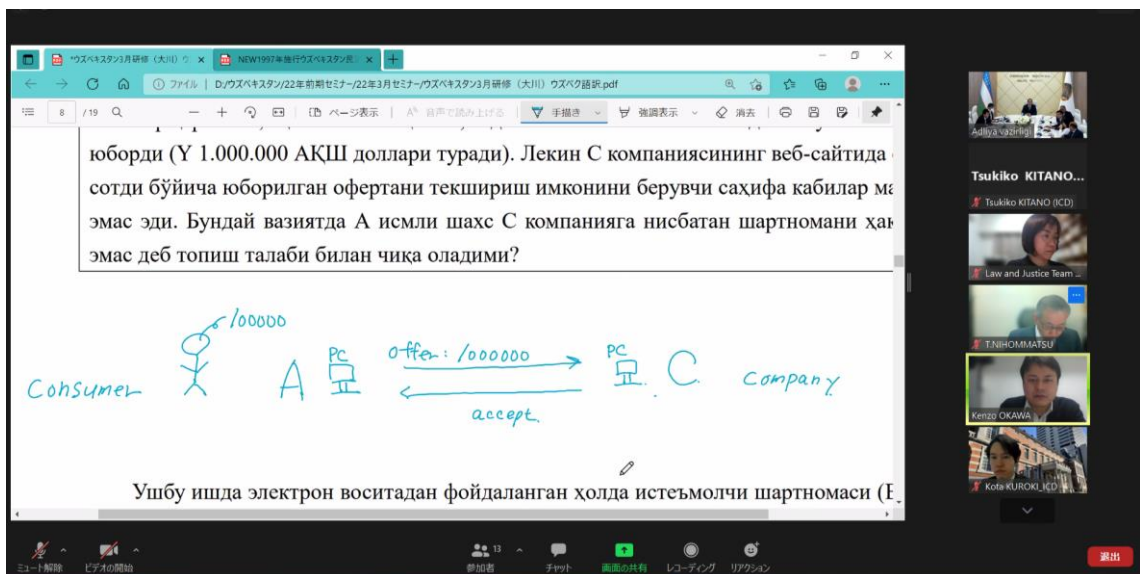 *ウズベキスタン3月研修（大川）ウ
NEW1997年施行ウズベキスタン民
ファイル | D:/ウズベキスタン/22年前期セミナー/22年3月セミナー/ウズベキスタン3月研修（大川）ウズベク語訳.pdf
8 /19 ページ表示 音声で読み上げる 手描き 強調表示 消去
юборди (Y 1.000.000 АҚШ доллари туради). Лекин С компаниясининг веб-сайтида
сотди бўйича юборилган офертани текшириш имконини берувчи саҳифа кабилар ма
эмас эди. Бундай вазиятда А исмли шахс С компанияга нисбатан шартномани ҳақ
эмас деб топиш талаби билан чиқа оладими?
100000
Consumer A PC offer: 1000000 PC C company
accept.
Ушбу ишда электрон воситадан фойдаланган ҳолда истеъмолчи шартномаси (Е
Adliya vazirligi
Tsukiko KITANO...
Tsukiko KITANO (ICD)
Law and Justice Team ...
T.NIHOMMATSU
Kenzo OKAWA
Kota KUROKI_ICD
ミュート解除 ビデオの開始 参加者 13 チャット 画面の共有 レコーディング リアクション 退出